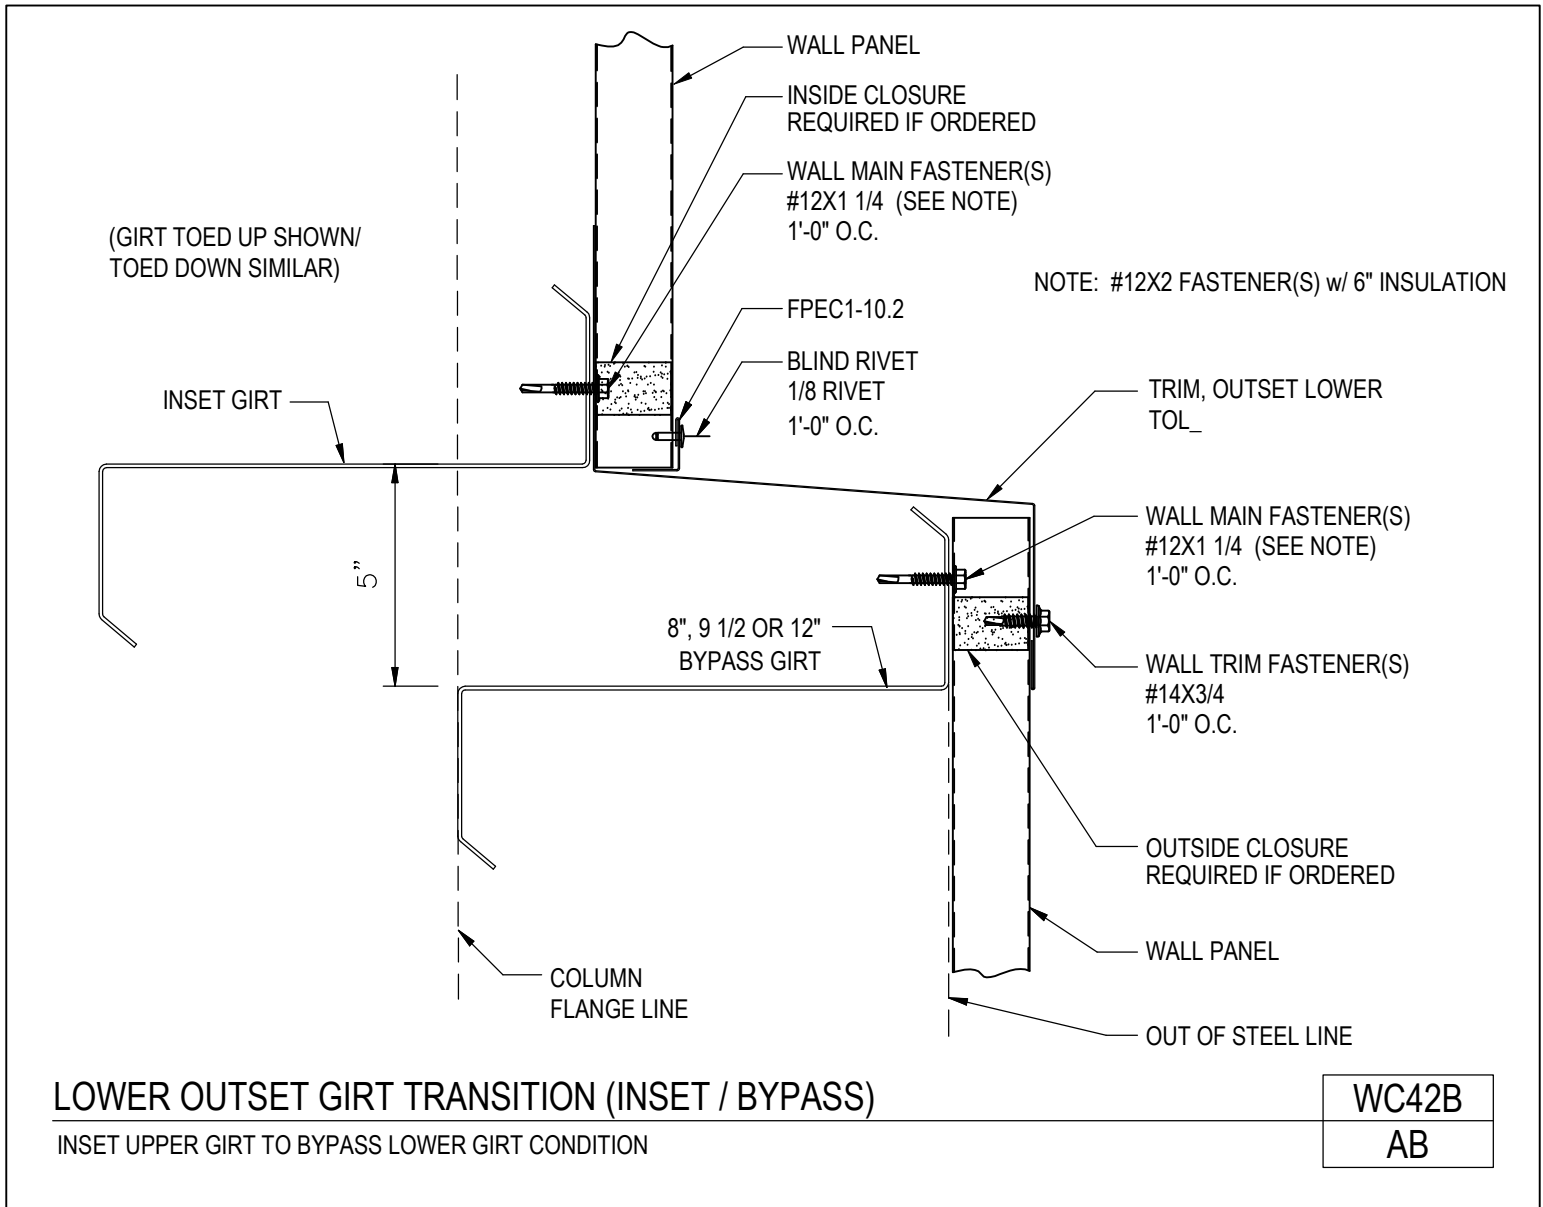 WALL PANEL
INSIDE CLOSURE
REQUIRED IF ORDERED
WALL MAIN FASTENER(S)
#12X1 1/4 (SEE NOTE)
1'-0" O.C.
(GIRT TOED UP SHOWN/
TOED DOWN SIMILAR)
NOTE: #12X2 FASTENER(S) w/ 6" INSULATION
FPEC1-10.2
BLIND RIVET
1/8 RIVET
1'-0" O.C.
INSET GIRT
TRIM, OUTSET LOWER
TOL_
WALL MAIN FASTENER(S)
#12X1 1/4 (SEE NOTE)
1'-0" O.C.
5"
8", 9 1/2 OR 12"
BYPASS GIRT
WALL TRIM FASTENER(S)
#14X3/4
1'-0" O.C.
OUTSIDE CLOSURE
REQUIRED IF ORDERED
WALL PANEL
COLUMN
FLANGE LINE
OUT OF STEEL LINE
LOWER OUTSET GIRT TRANSITION (INSET / BYPASS)
INSET UPPER GIRT TO BYPASS LOWER GIRT CONDITION
WC42B
AB